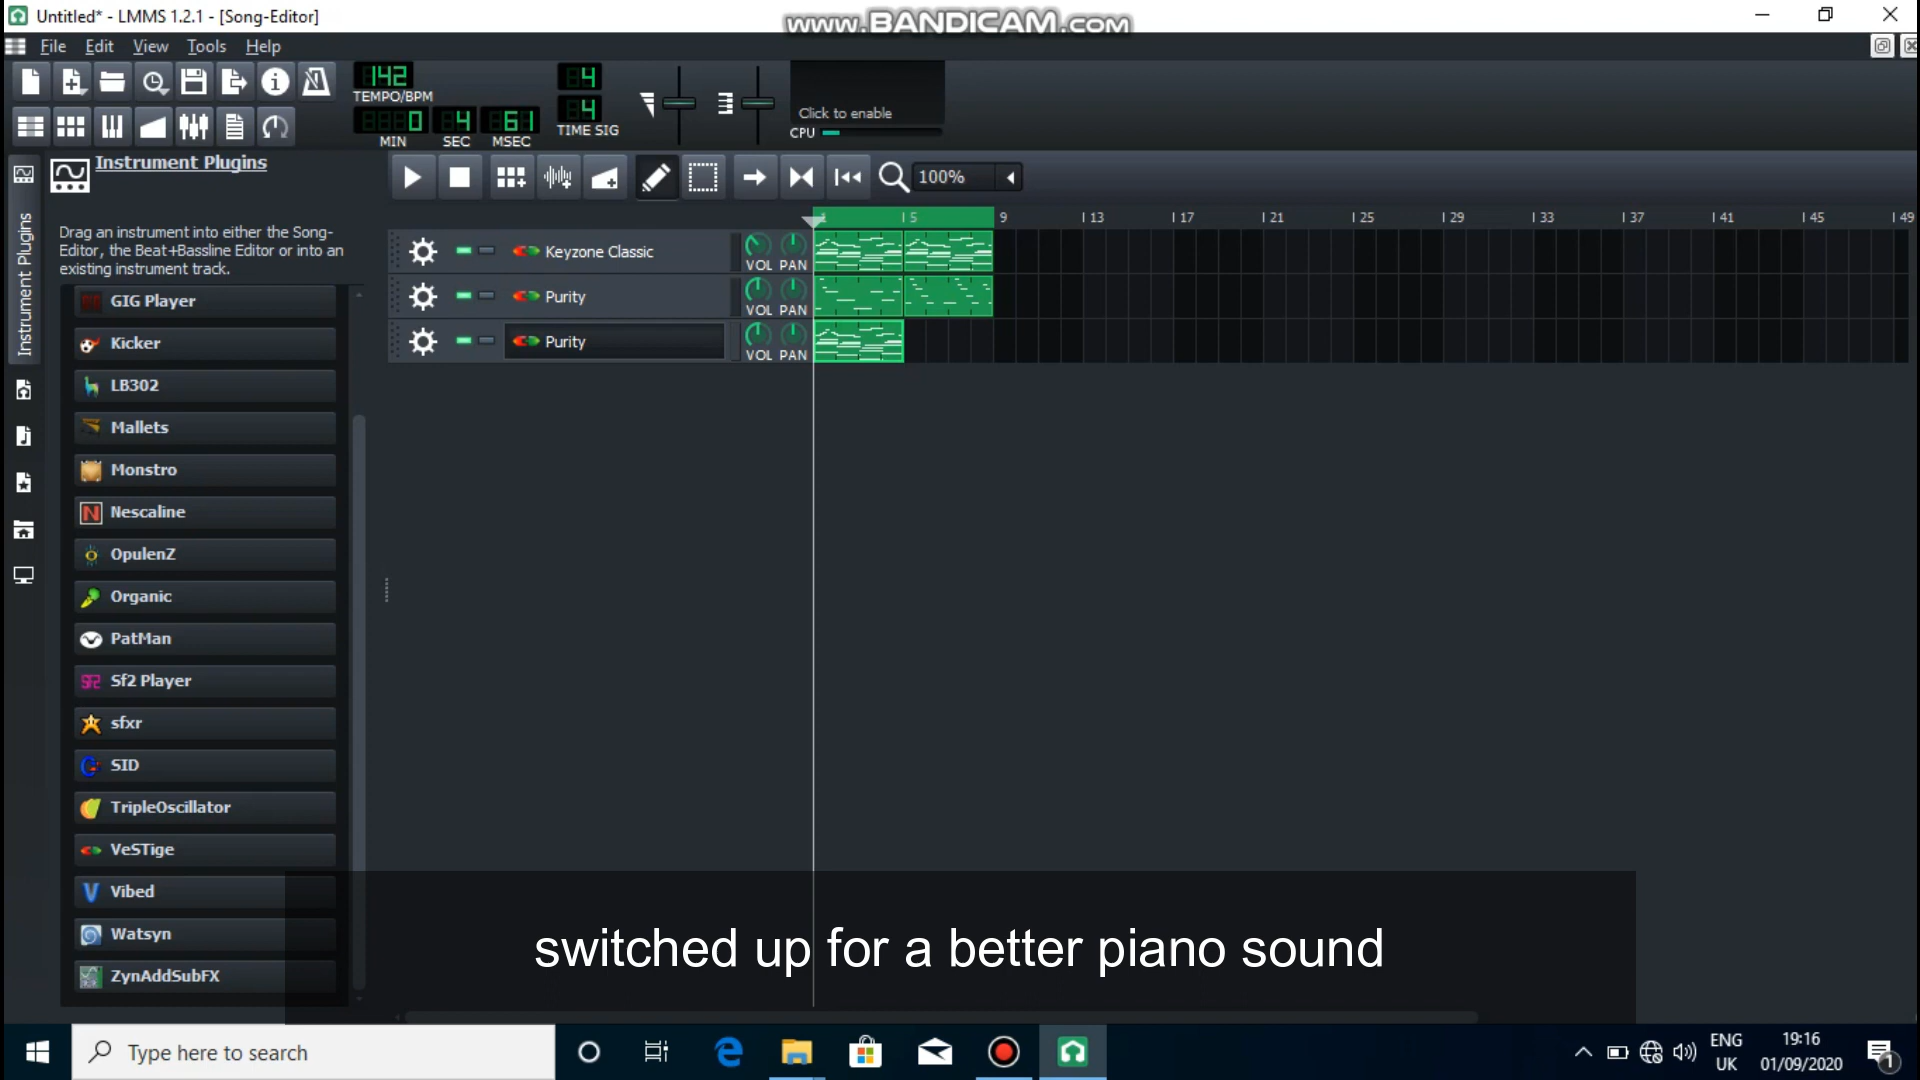 Untitled* - LMMS 1.2.1 - [Song-Editor]
www.BANDICAM.com
File Edit View Tools Help
142
TEMPO/BPM
0 4 61
MIN SEC MSEC
4
4
TIME SIG
Click to enable
CPU
Instrument Plugins
Instrument Plugins
Drag an instrument into either the Song-
Editor, the Beat+Bassline Editor or into an
existing instrument track.
100%
5 9 13 17 21 25 29 33 37 41 45 49
Keyzone Classic VOL PAN
Purity VOL PAN
Purity VOL PAN
GIG Player
Kicker
LB302
Mallets
Monstro
Nescaline
OpulenZ
Organic
PatMan
Sf2 Player
sfxr
SID
TripleOscillator
VeSTige
Vibed
Watsyn
ZynAddSubFX
switched up for a better piano sound
Type here to search
ENG
UK
19:16
01/09/2020
1